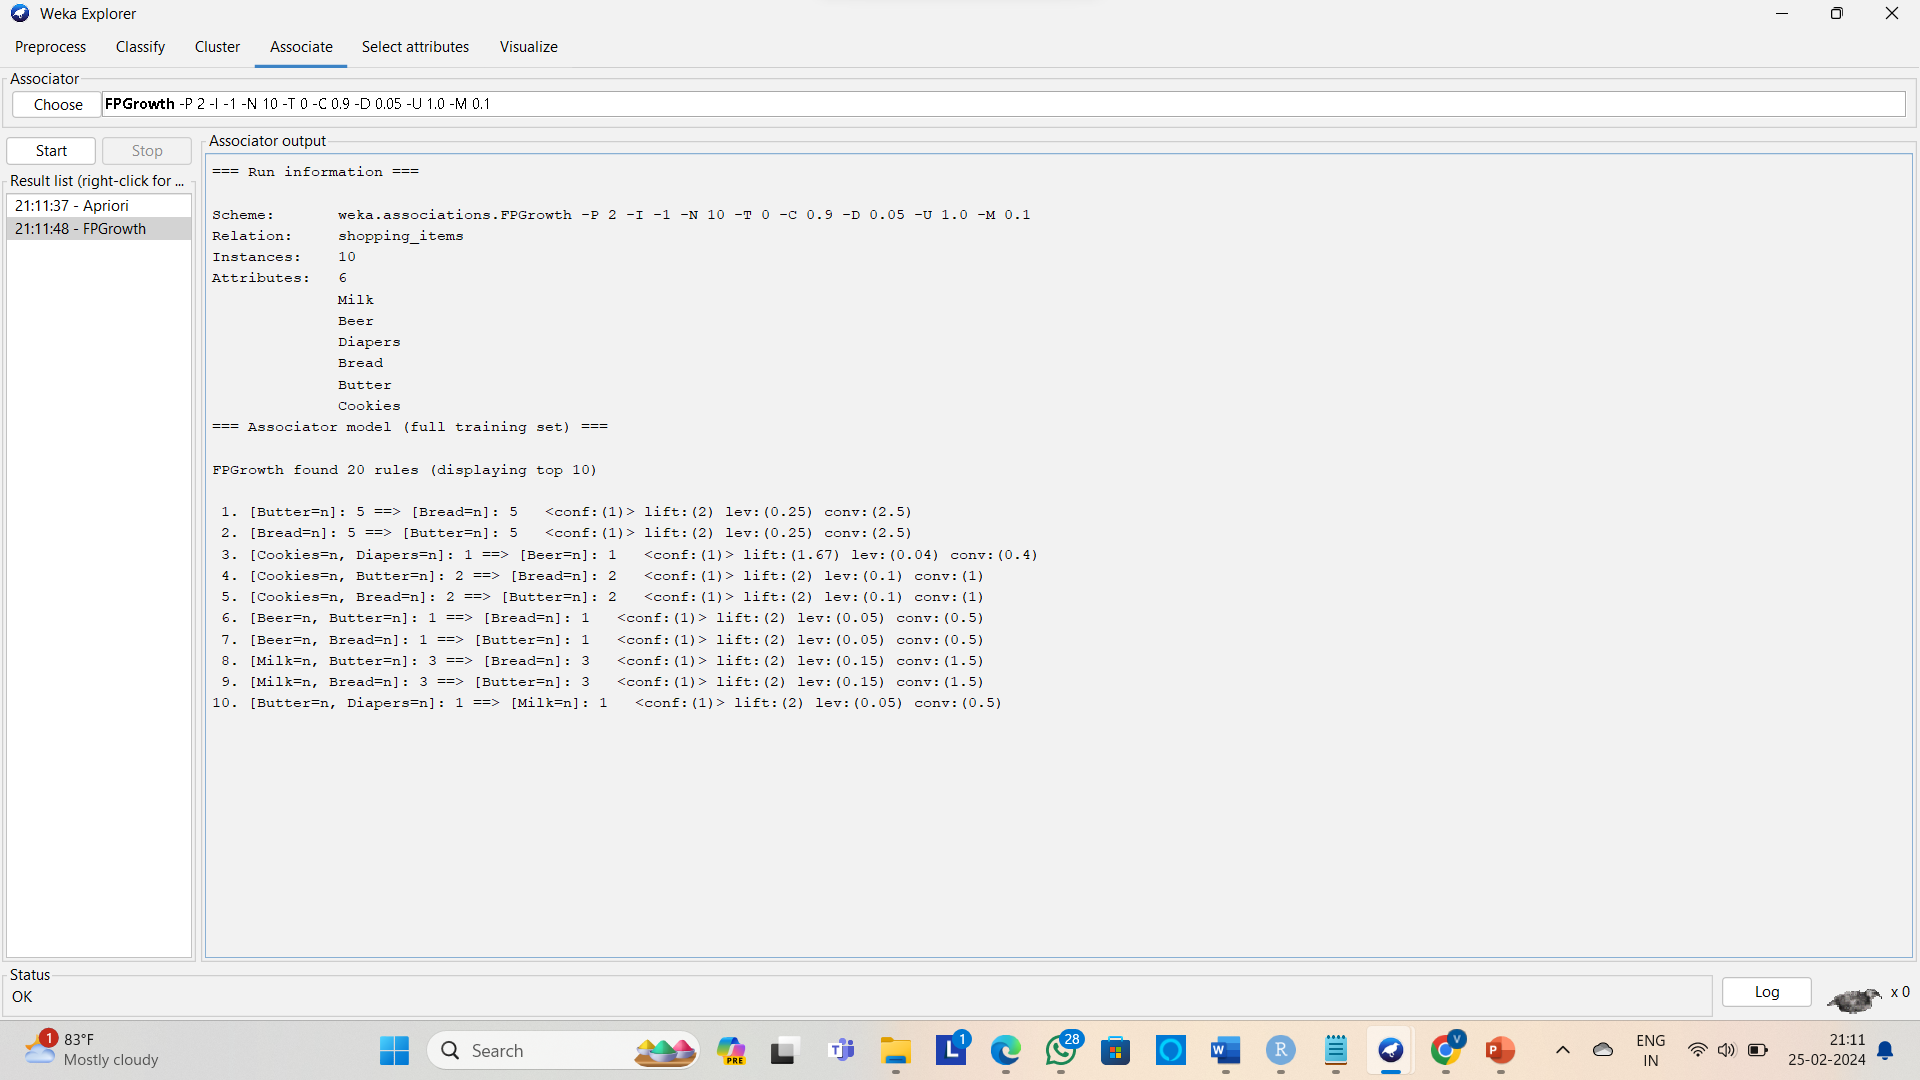 Weka Explorer
Preprocess Classify Cluster Associate Select attributes Visualize
Associator
Choose FPGrowth -P 2 -I -1 -N 10 -T 0 -C 0.9 -D 0.05 -U 1.0 -M 0.1
Start Stop
Result list (right-click for ...
21:11:37 - Apriori
21:11:48 - FPGrowth
Associator output
=== Run information ===
Scheme: weka.associations.FPGrowth -P 2 -I -1 -N 10 -T 0 -C 0.9 -D 0.05 -U 1.0 -M 0.1
Relation: shopping_items
Instances: 10
Attributes: 6
Milk
Beer
Diapers
Bread
Butter
Cookies
=== Associator model (full training set) ===
FPGrowth found 20 rules (displaying top 10)
1. [Butter=n]: 5 ==> [Bread=n]: 5 <conf:(1)> lift:(2) lev:(0.25) conv:(2.5)
2. [Bread=n]: 5 ==> [Butter=n]: 5 <conf:(1)> lift:(2) lev:(0.25) conv:(2.5)
3. [Cookies=n, Diapers=n]: 1 ==> [Beer=n]: 1 <conf:(1)> lift:(1.67) lev:(0.04) conv:(0.4)
4. [Cookies=n, Butter=n]: 2 ==> [Bread=n]: 2 <conf:(1)> lift:(2) lev:(0.1) conv:(1)
5. [Cookies=n, Bread=n]: 2 ==> [Butter=n]: 2 <conf:(1)> lift:(2) lev:(0.1) conv:(1)
6. [Beer=n, Butter=n]: 1 ==> [Bread=n]: 1 <conf:(1)> lift:(2) lev:(0.05) conv:(0.5)
7. [Beer=n, Bread=n]: 1 ==> [Butter=n]: 1 <conf:(1)> lift:(2) lev:(0.05) conv:(0.5)
8. [Milk=n, Butter=n]: 3 ==> [Bread=n]: 3 <conf:(1)> lift:(2) lev:(0.15) conv:(1.5)
9. [Milk=n, Bread=n]: 3 ==> [Butter=n]: 3 <conf:(1)> lift:(2) lev:(0.15) conv:(1.5)
10. [Butter=n, Diapers=n]: 1 ==> [Milk=n]: 1 <conf:(1)> lift:(2) lev:(0.05) conv:(0.5)
Status
OK
Log
x 0
1
83°F
Mostly cloudy
Search
PRE
T
L
1
28
W
R
V
P
ENG
IN
21:11
25-02-2024